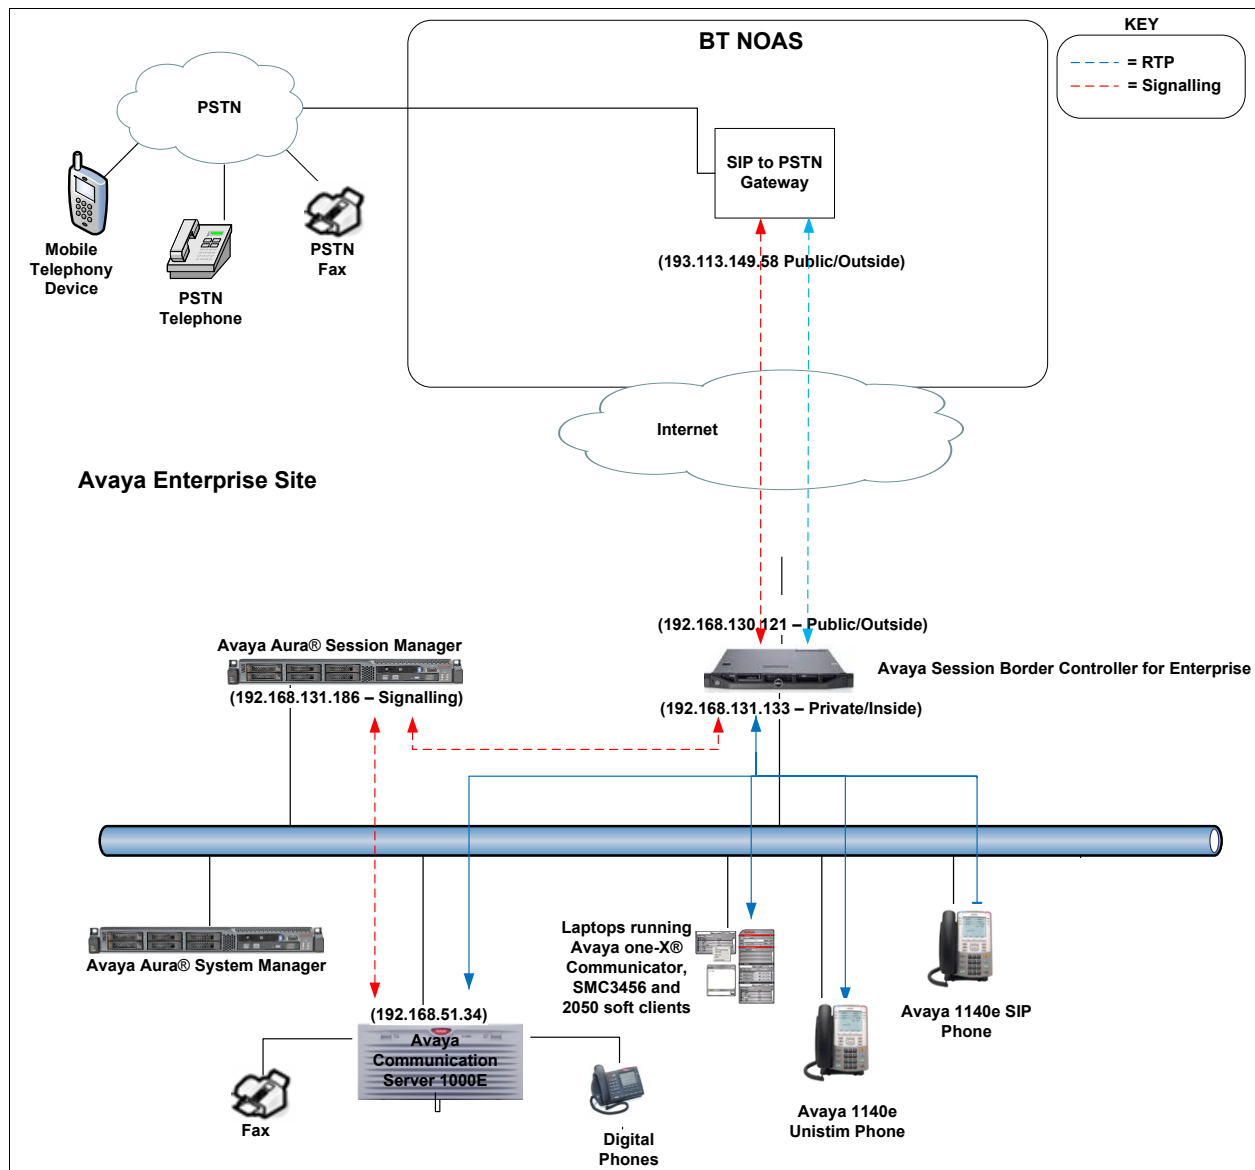 BT NOAS
KEY
= RTP
= Signalling
PSTN
SIP to PSTN
Gateway
Mobile
Telephony
Device
PSTN
Telephone
PSTN
Fax
(193.113.149.58 Public/Outside)
Internet
Avaya Enterprise Site
(192.168.130.121 – Public/Outside)
Avaya Aura® Session Manager
(192.168.131.186 – Signalling)
Avaya Session Border Controller for Enterprise
(192.168.131.133 – Private/Inside)
Avaya Aura® System Manager
Laptops running
Avaya one-X®
Communicator,
SMC3456 and
2050 soft clients
Avaya 1140e SIP
Phone
(192.168.51.34)
Avaya
Communication
Server 1000E
Fax
Digital
Phones
Avaya 1140e
Unistim Phone